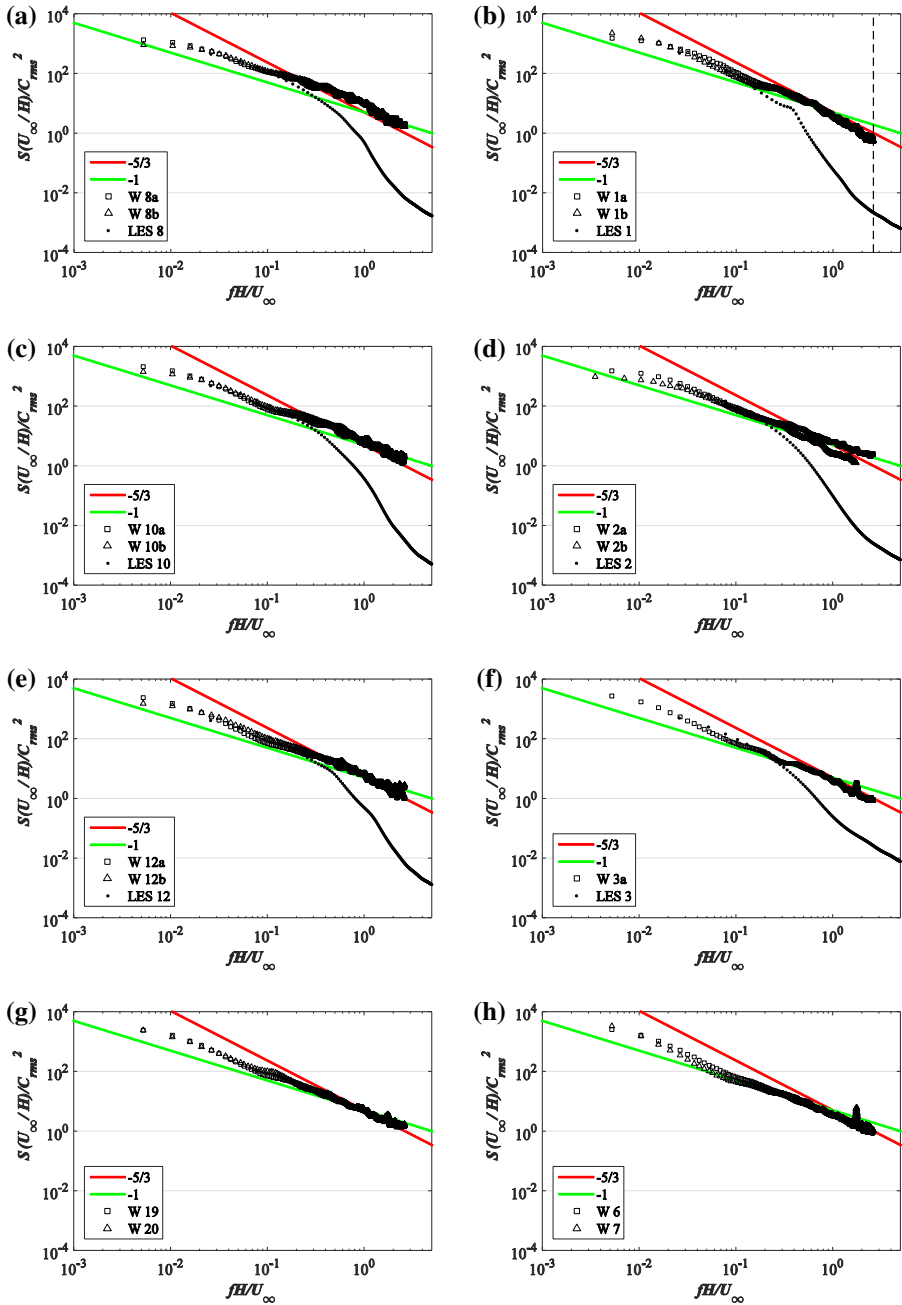 (a)
S(U∞/H)/C_rms^2
10^4
10^2
10^0
10^-2
10^-4
-5/3
-1
W 8a
W 8b
LES 8
10^-3 10^-2 10^-1 10^0
fH/U∞
(b)
S(U∞/H)/C_rms^2
10^4
10^2
10^0
10^-2
10^-4
-5/3
-1
W 1a
W 1b
LES 1
10^-3 10^-2 10^-1 10^0
fH/U∞
(c)
S(U∞/H)/C_rms^2
10^4
10^2
10^0
10^-2
10^-4
-5/3
-1
W 10a
W 10b
LES 10
10^-3 10^-2 10^-1 10^0
fH/U∞
(d)
S(U∞/H)/C_rms^2
10^4
10^2
10^0
10^-2
10^-4
-5/3
-1
W 2a
W 2b
LES 2
10^-3 10^-2 10^-1 10^0
fH/U∞
(e)
S(U∞/H)/C_rms^2
10^4
10^2
10^0
10^-2
10^-4
-5/3
-1
W 12a
W 12b
LES 12
10^-3 10^-2 10^-1 10^0
fH/U∞
(f)
S(U∞/H)/C_rms^2
10^4
10^2
10^0
10^-2
10^-4
-5/3
-1
W 3a
LES 3
10^-3 10^-2 10^-1 10^0
fH/U∞
(g)
S(U∞/H)/C_rms^2
10^4
10^2
10^0
10^-2
10^-4
-5/3
-1
W 19
W 20
10^-3 10^-2 10^-1 10^0
fH/U∞
(h)
S(U∞/H)/C_rms^2
10^4
10^2
10^0
10^-2
10^-4
-5/3
-1
W 6
W 7
10^-3 10^-2 10^-1 10^0
fH/U∞